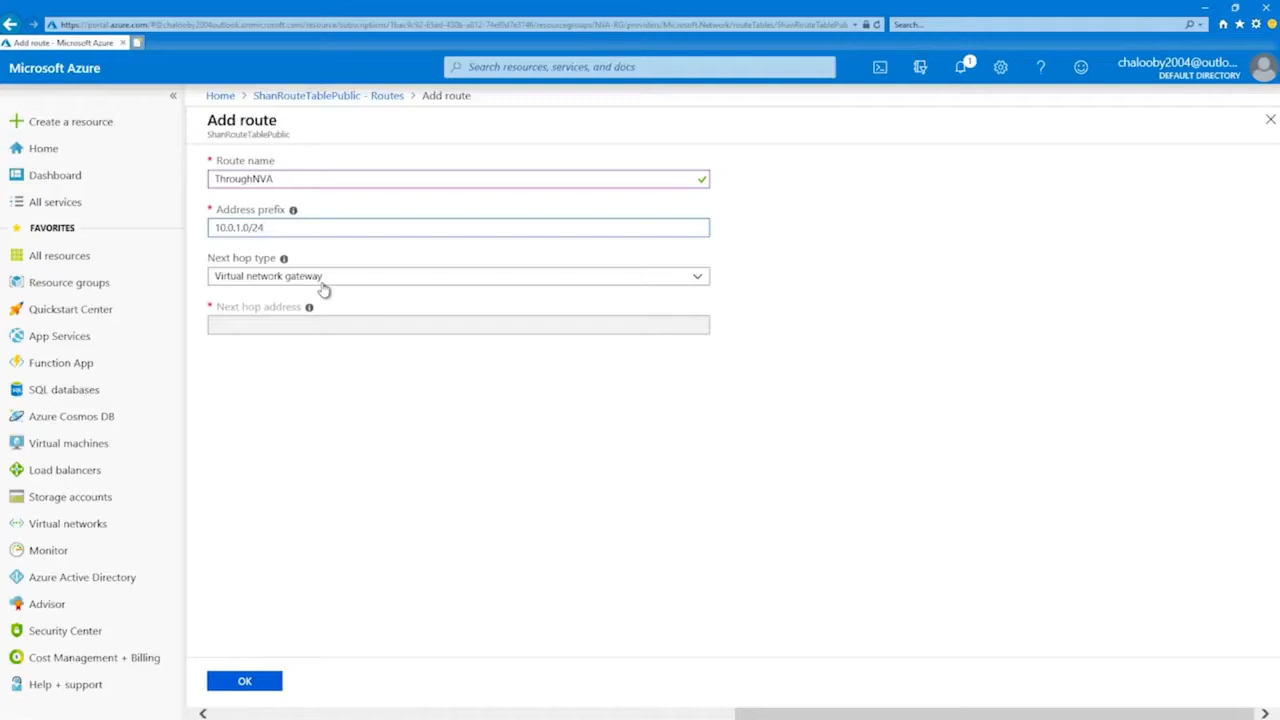 Search...
Add route - Microsoft Azure
Microsoft Azure
Search resources, services, and docs
1
chalooby2004@outlo...
DEFAULT DIRECTORY
Home > ShanRouteTablePublic - Routes > Add route
Add route
ShanRouteTablePublic
Create a resource
Home
Dashboard
All services
FAVORITES
All resources
Resource groups
Quickstart Center
App Services
Function App
SQL databases
Azure Cosmos DB
Virtual machines
Load balancers
Storage accounts
Virtual networks
Monitor
Azure Active Directory
Advisor
Security Center
Cost Management + Billing
Help + support
* Route name
ThroughNVA
* Address prefix
10.0.1.0/24
Next hop type
Virtual network gateway
* Next hop address
OK